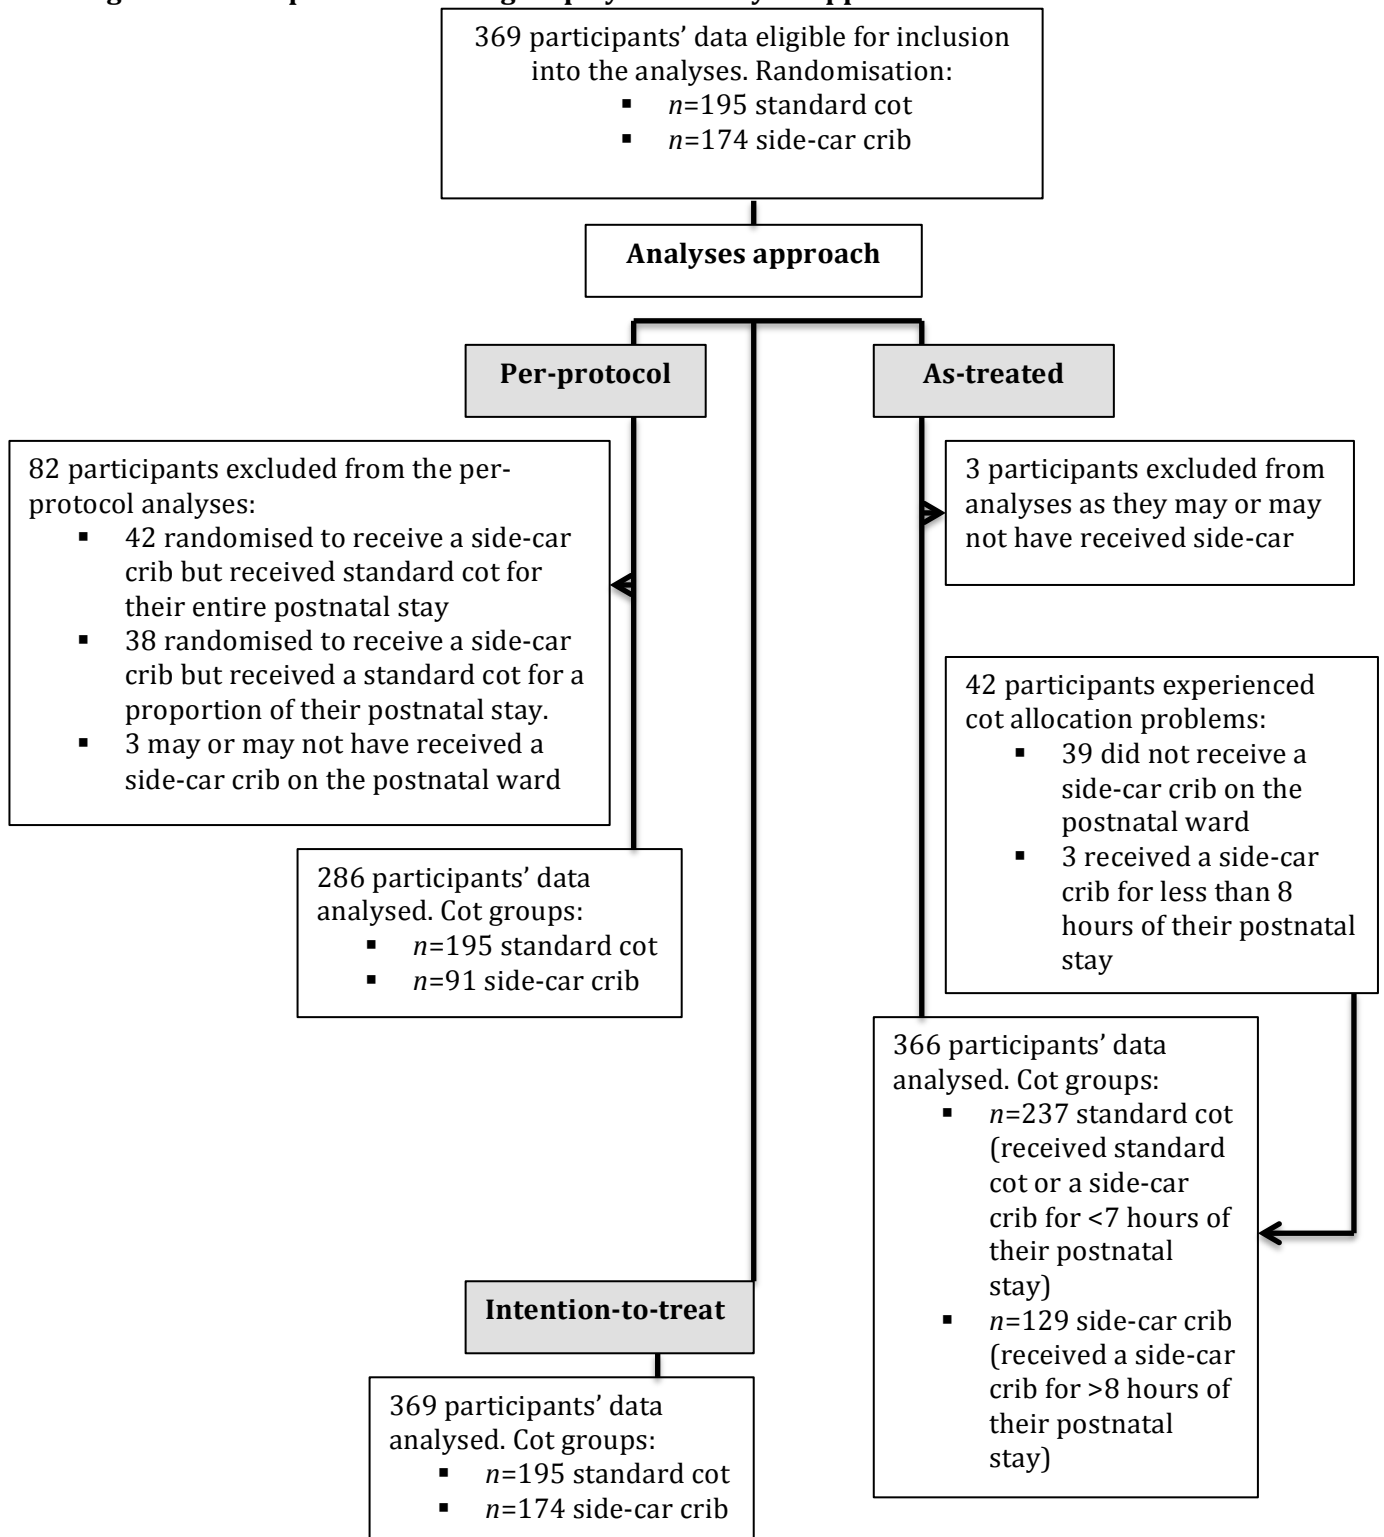 369 participants’ data eligible for inclusion
into the analyses. Randomisation:
▪ n=195 standard cot
▪ n=174 side-car crib
Analyses approach
Per-protocol
As-treated
82 participants excluded from the per-
protocol analyses:
▪ 42 randomised to receive a side-car
crib but received standard cot for
their entire postnatal stay
▪ 38 randomised to receive a side-car
crib but received a standard cot for a
proportion of their postnatal stay.
▪ 3 may or may not have received a
side-car crib on the postnatal ward
3 participants excluded from
analyses as they may or may
not have received side-car
42 participants experienced
cot allocation problems:
▪ 39 did not receive a
side-car crib on the
postnatal ward
▪ 3 received a side-car
crib for less than 8
hours of their postnatal
stay
286 participants’ data
analysed. Cot groups:
▪ n=195 standard cot
▪ n=91 side-car crib
366 participants’ data
analysed. Cot groups:
▪ n=237 standard cot
(received standard
cot or a side-car
crib for <7 hours of
their postnatal
stay)
▪ n=129 side-car crib
(received a side-car
crib for >8 hours of
their postnatal
stay)
Intention-to-treat
369 participants’ data
analysed. Cot groups:
▪ n=195 standard cot
▪ n=174 side-car crib